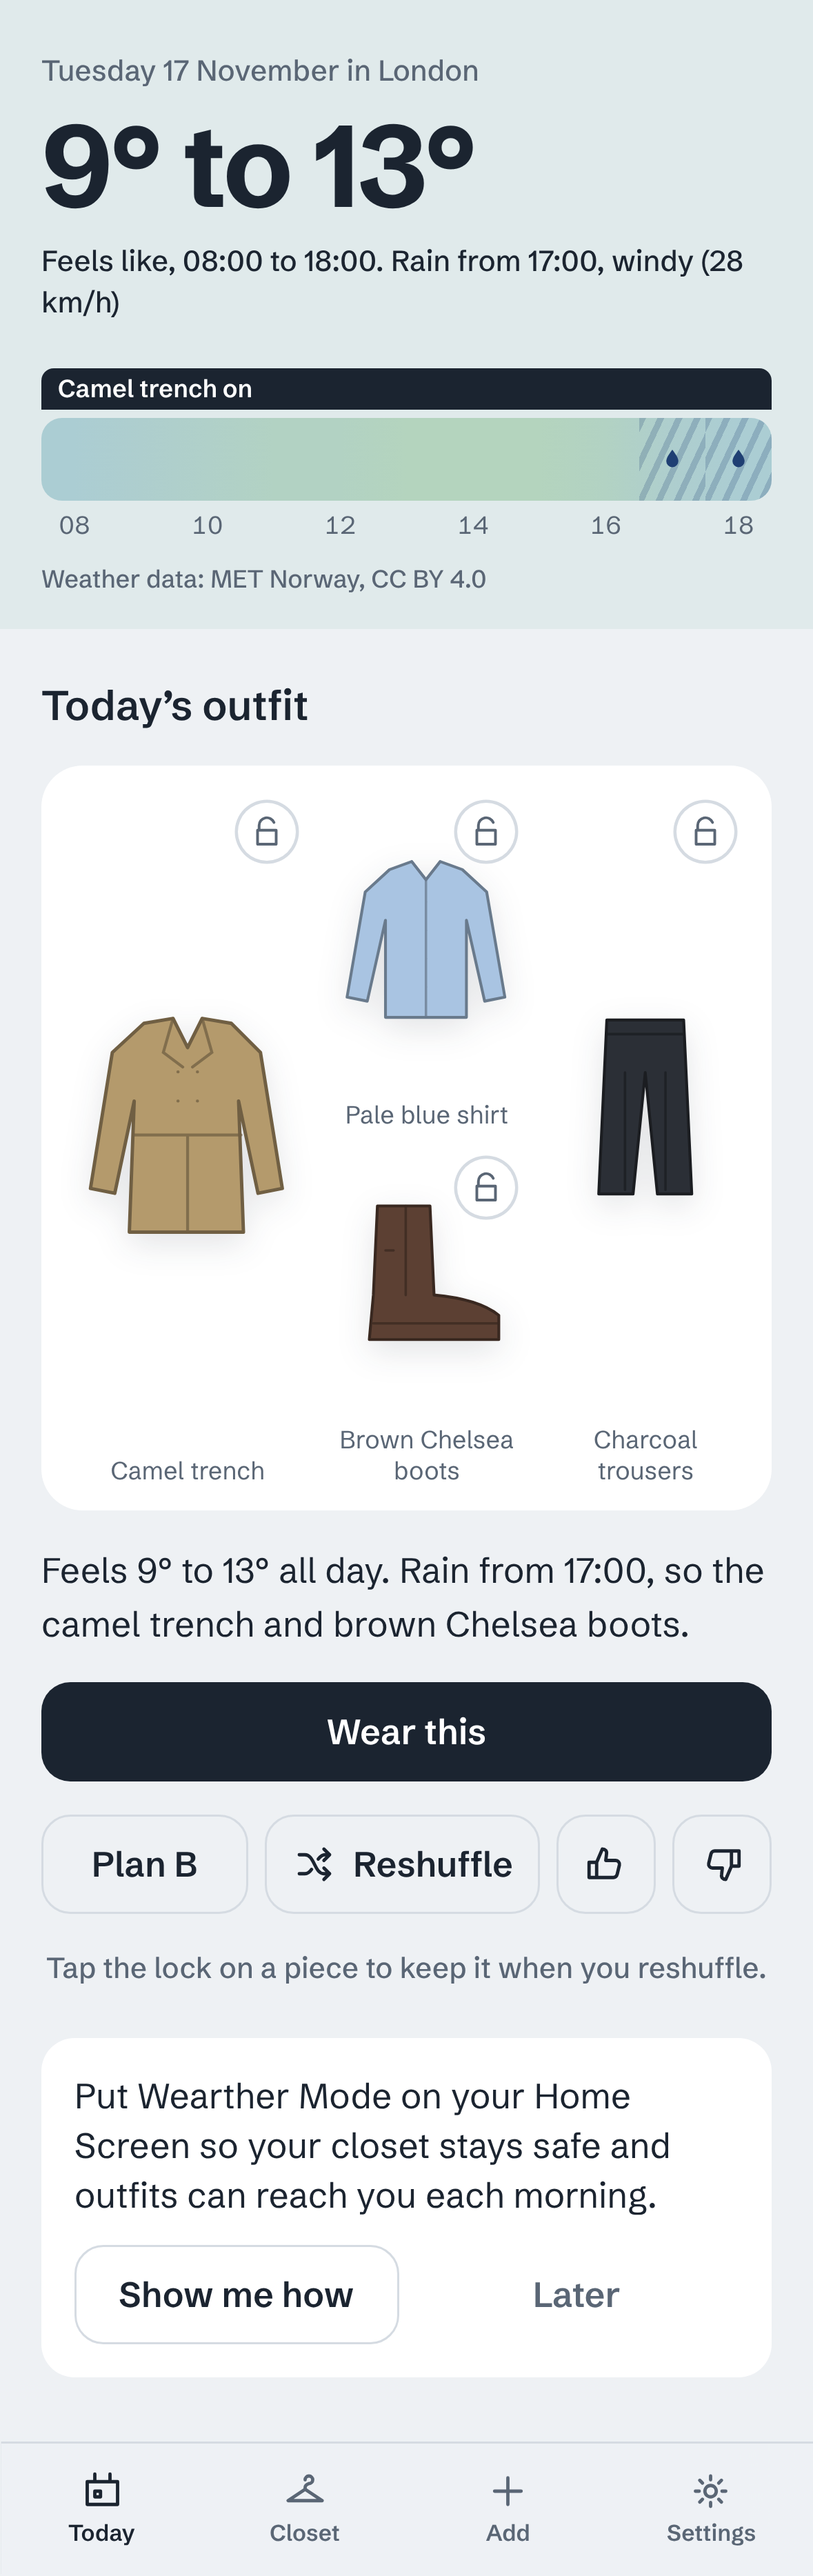 Tuesday 17 November in London
9° to 13°
Feels like, 08:00 to 18:00. Rain from 17:00, windy (28
km/h)
Camel trench on
08 10 12 14 16 18
Weather data: MET Norway, CC BY 4.0
Today’s outfit
Pale blue shirt
Camel trench
Brown Chelsea
boots
Charcoal
trousers
Feels 9° to 13° all day. Rain from 17:00, so the
camel trench and brown Chelsea boots.
Wear this
Plan B
Reshuffle
Tap the lock on a piece to keep it when you reshuffle.
Put Wearther Mode on your Home
Screen so your closet stays safe and
outfits can reach you each morning.
Show me how
Later
Today
Closet
Add
Settings